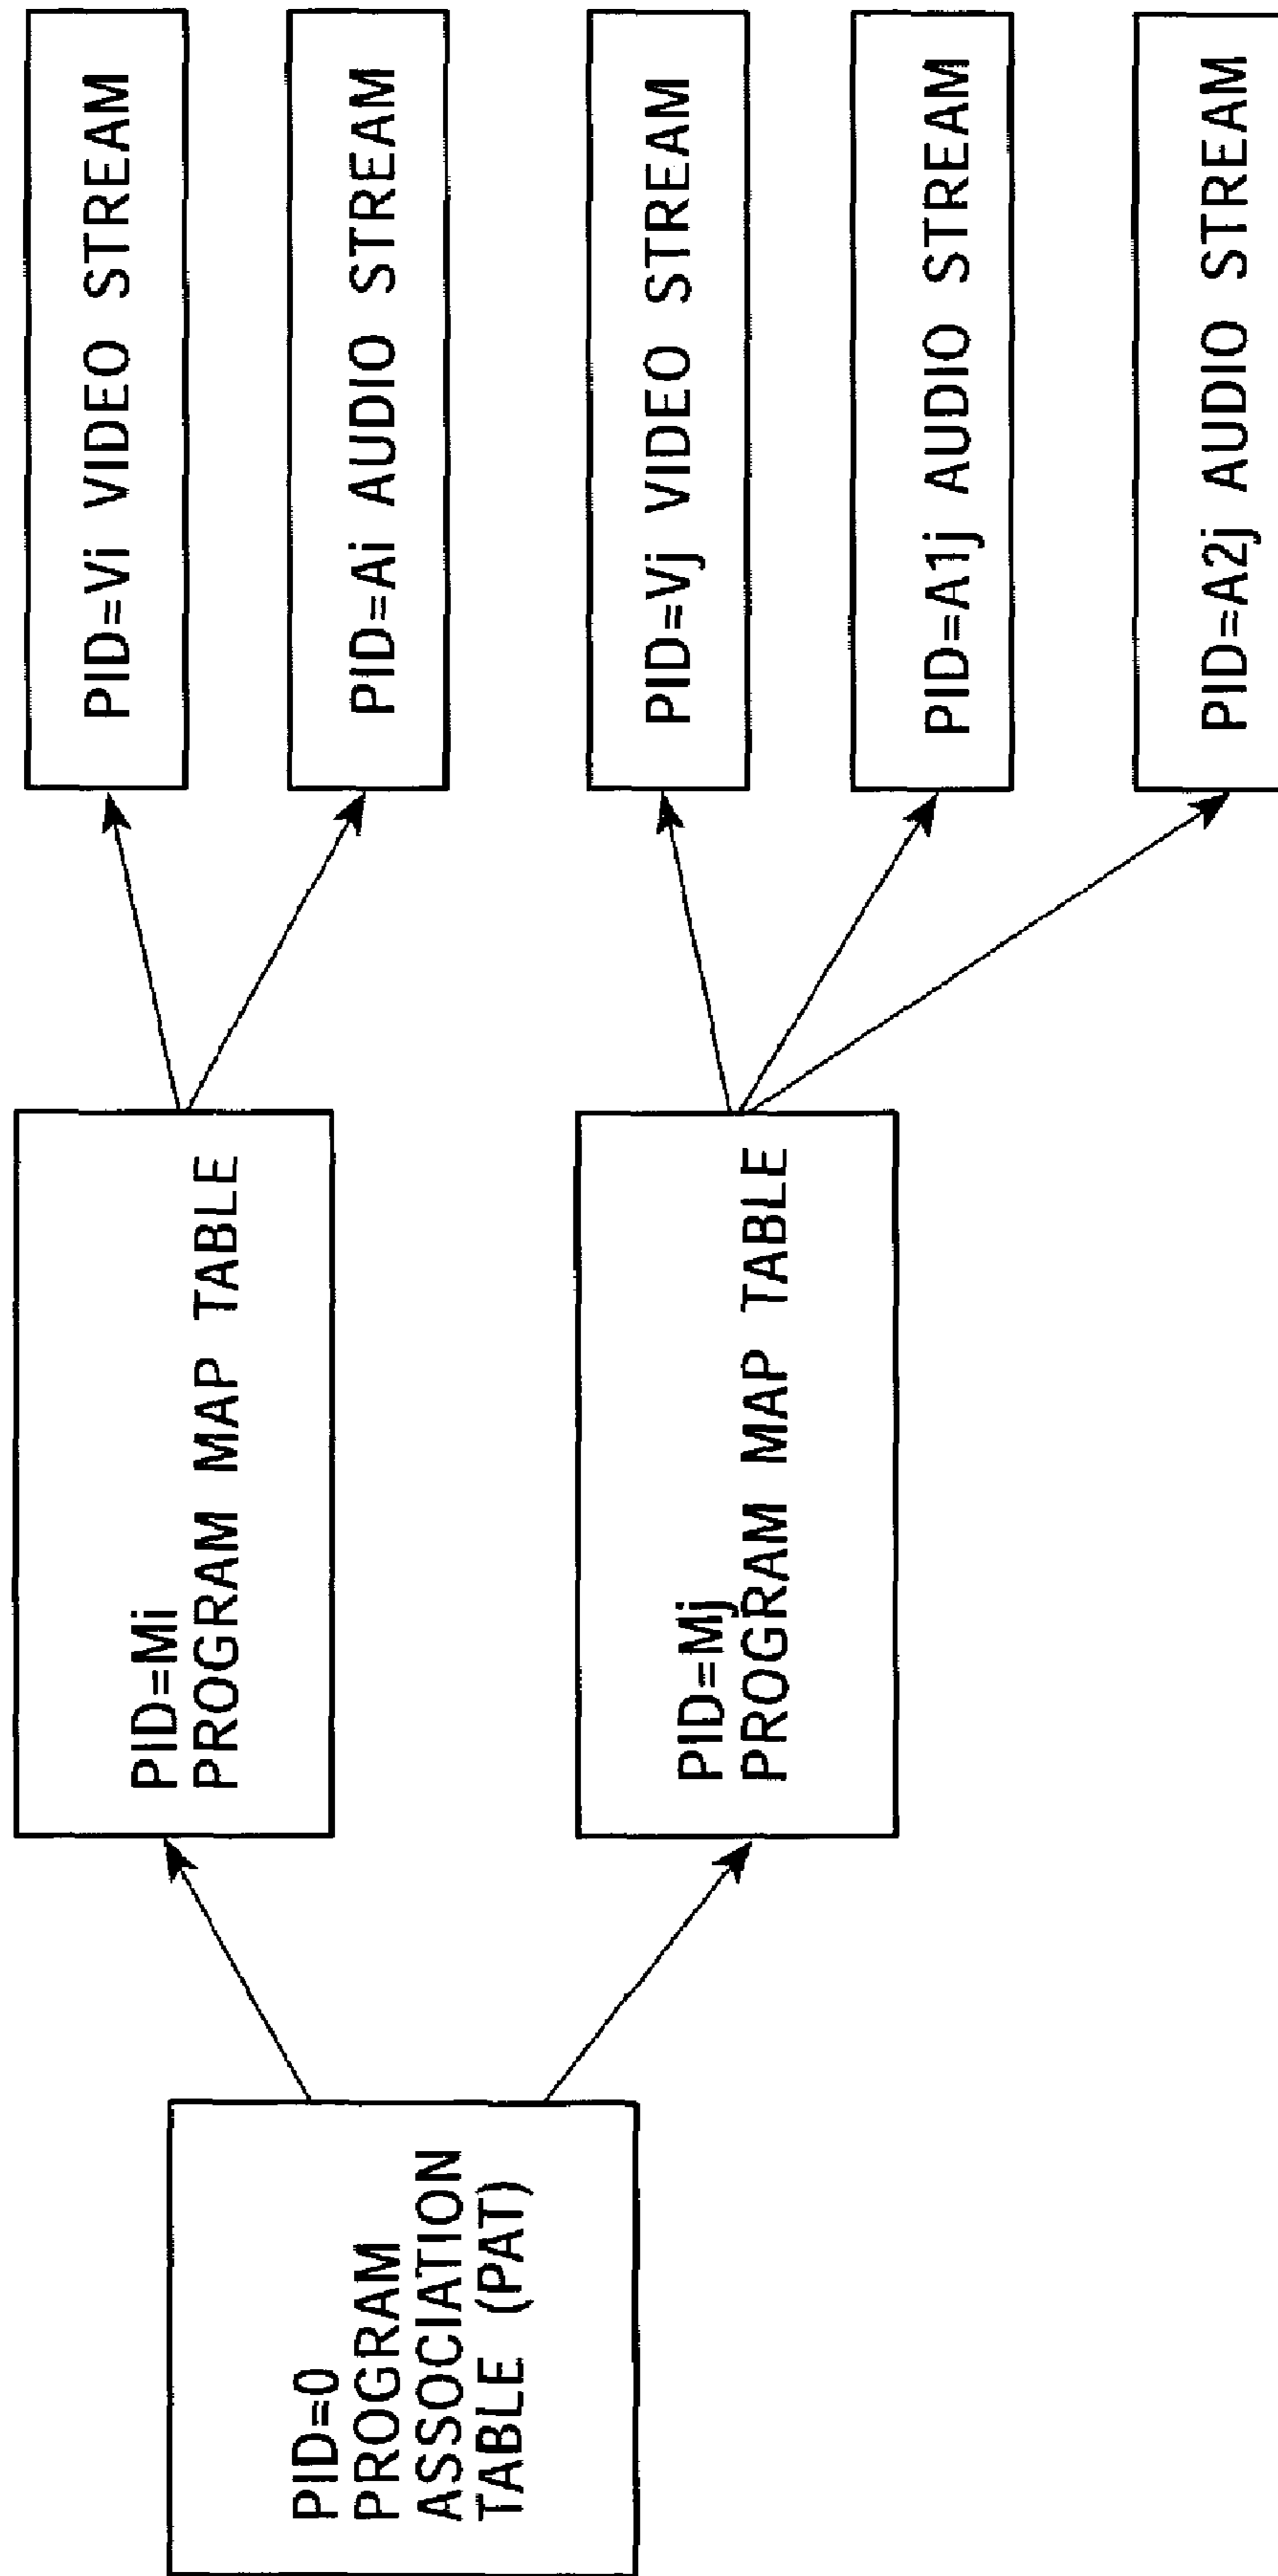 PID=0
PROGRAM
ASSOCIATION
TABLE (PAT)
PID=Mi
PROGRAM MAP TABLE
PID=Mj
PROGRAM MAP TABLE
PID=Vi VIDEO STREAM
PID=Ai AUDIO STREAM
PID=Vj VIDEO STREAM
PID=A1j AUDIO STREAM
PID=A2j AUDIO STREAM